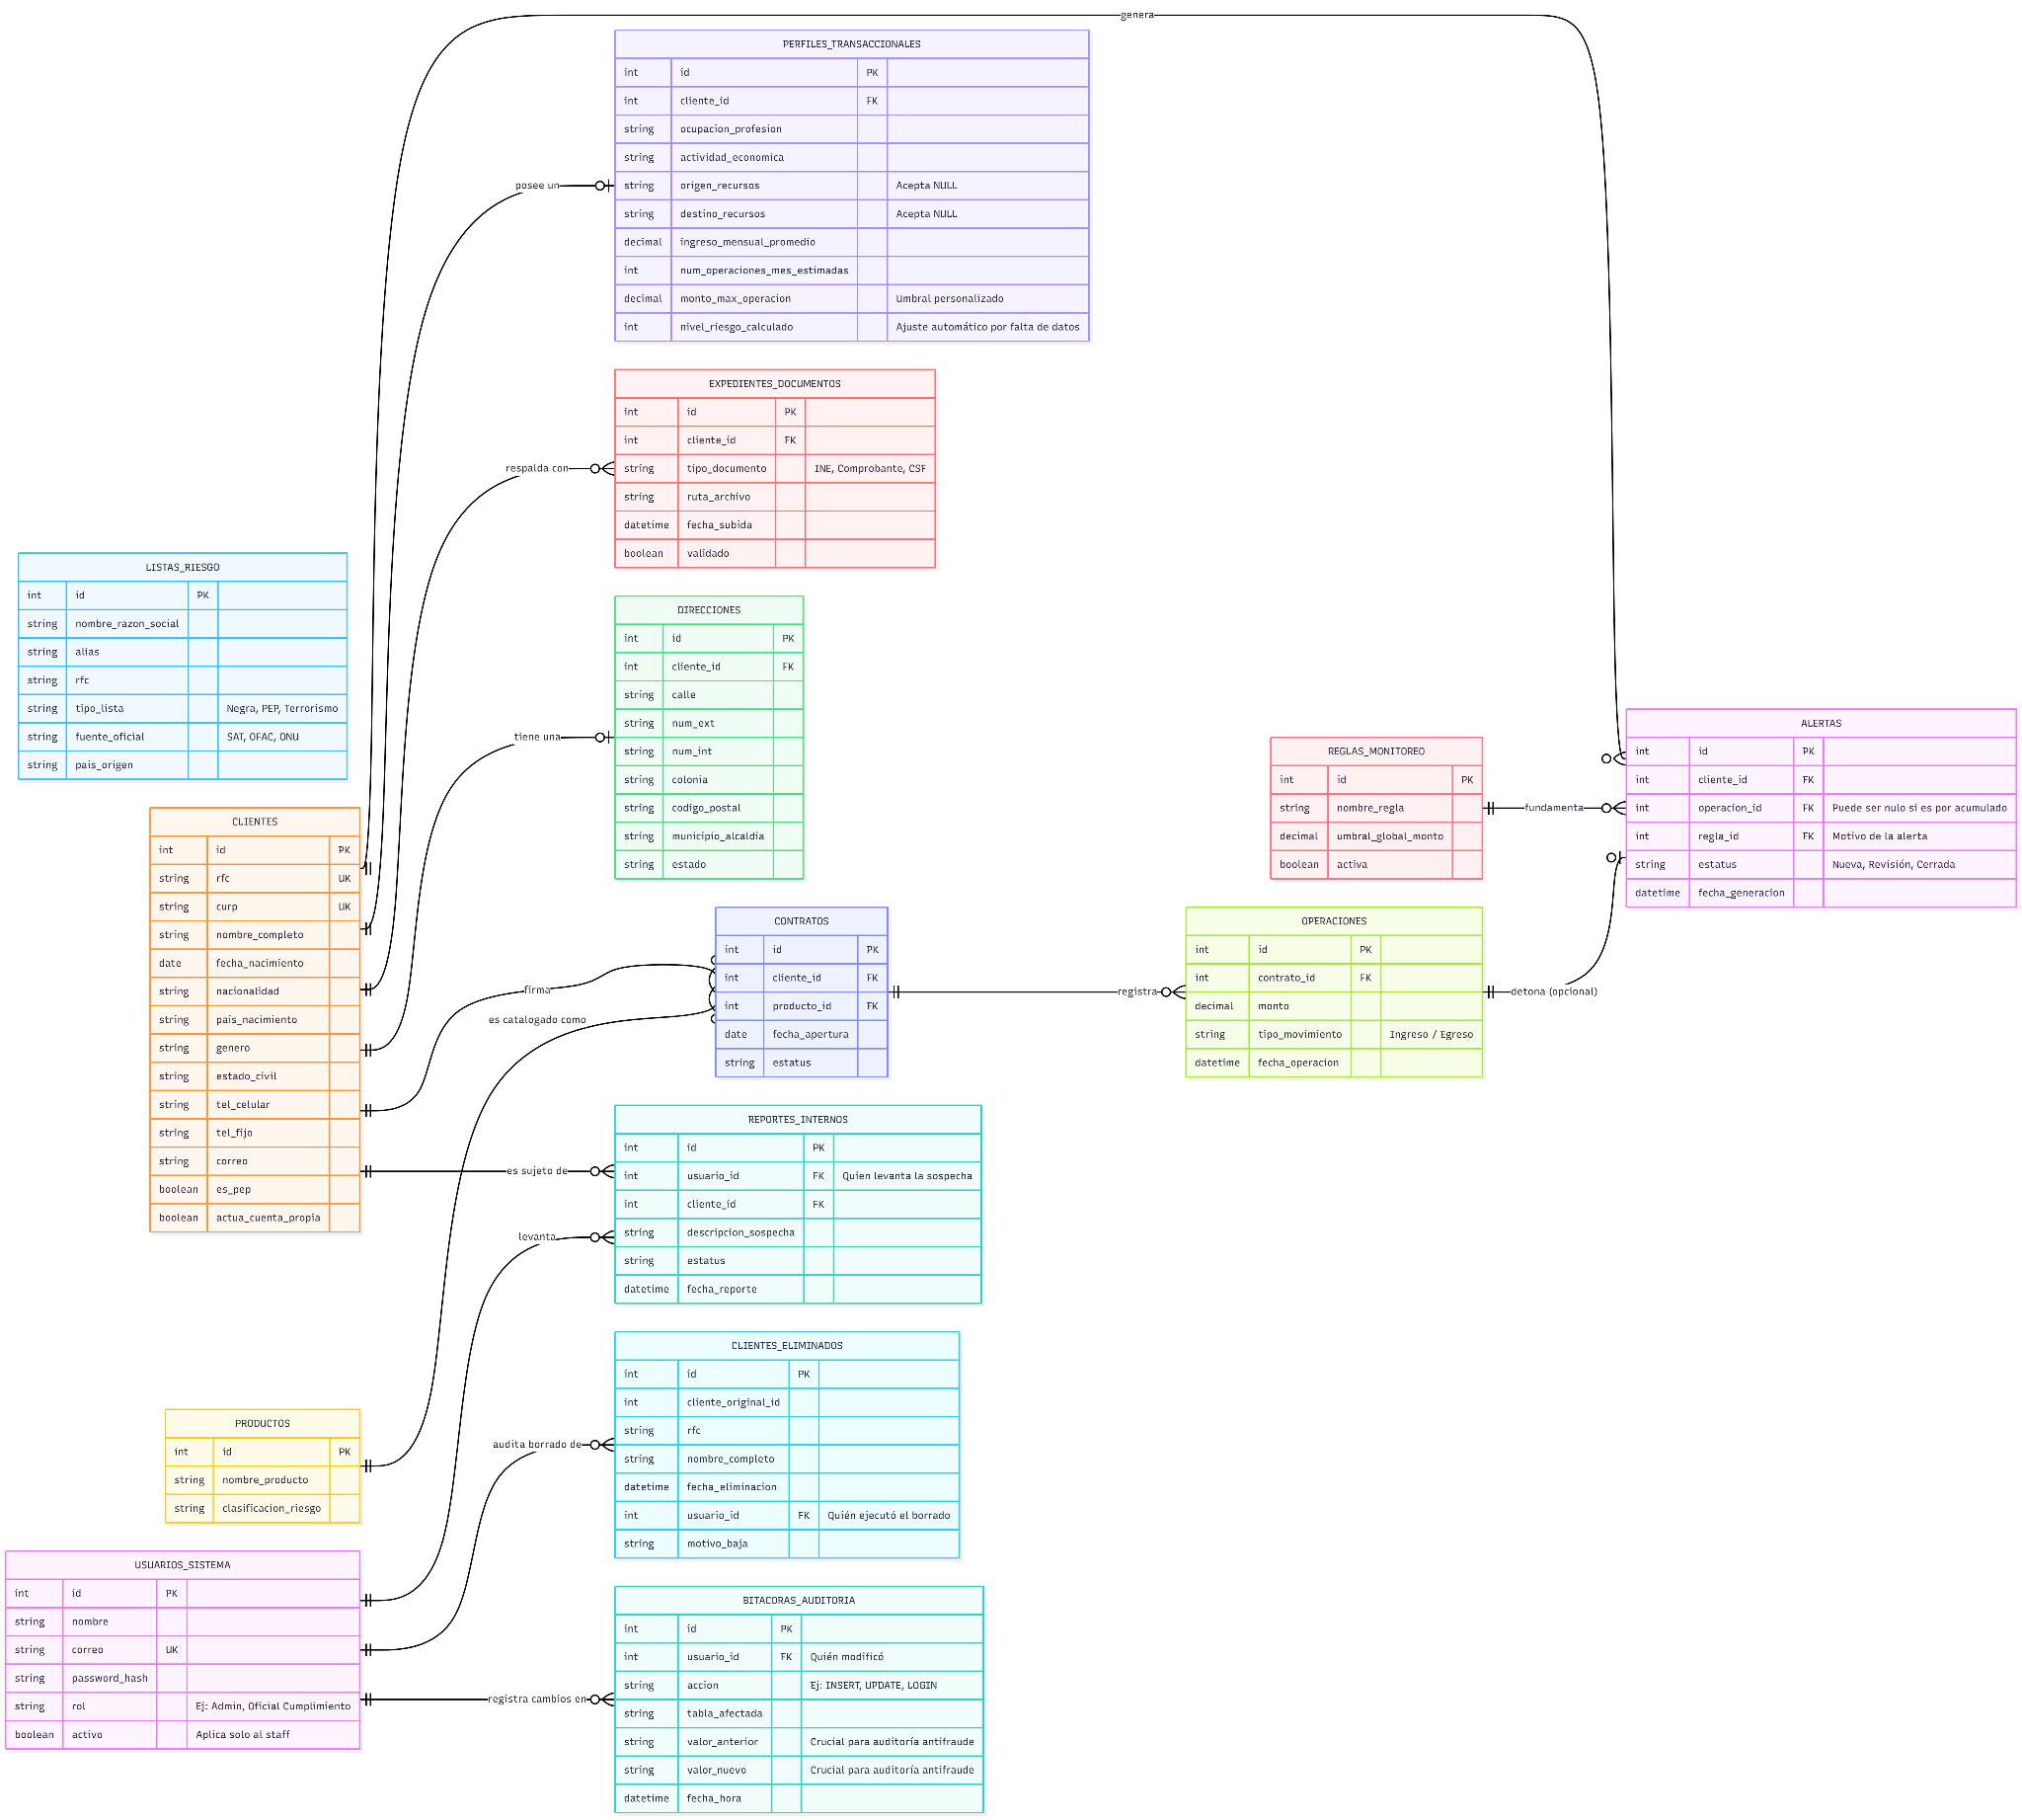 genera
PERFILES_TRANSACCIONALES
int id PK
int cliente_id FK
string ocupacion_profesion
string actividad_economica
string origen_recursos Acepta NULL
string destino_recursos Acepta NULL
decimal ingreso_mensual_promedio
int num_operaciones_mes_estimadas
decimal monto_max_operacion Umbral personalizado
int nivel_riesgo_calculado Ajuste automático por falta de datos
posee un
EXPEDIENTES_DOCUMENTOS
int id PK
int cliente_id FK
string tipo_documento INE, Comprobante, CSF
string ruta_archivo
datetime fecha_subida
boolean validado
respalda con
LISTAS_RIESGO
int id PK
string nombre_razon_social
string alias
string rfc
string tipo_lista Negra, PEP, Terrorismo
string fuente_oficial SAT, OFAC, ONU
string pais_origen
DIRECCIONES
int id PK
int cliente_id FK
string calle
string num_ext
string num_int
string colonia
string codigo_postal
string municipio_alcaldia
string estado
tiene una
REGLAS_MONITOREO
int id PK
string nombre_regla
decimal umbral_global_monto
boolean activa
fundamenta
ALERTAS
int id PK
int cliente_id FK
int operacion_id FK Puede ser nulo si es por acumulado
int regla_id FK Motivo de la alerta
string estatus Nueva, Revisión, Cerrada
datetime fecha_generacion
CLIENTES
int id PK
string rfc UK
string curp UK
string nombre_completo
date fecha_nacimiento
string nacionalidad
string pais_nacimiento
string genero
string estado_civil
string tel_celular
string tel_fijo
string correo
boolean es_pep
boolean actua_cuenta_propia
firma
es catalogado como
CONTRATOS
int id PK
int cliente_id FK
int producto_id FK
date fecha_apertura
string estatus
registra
OPERACIONES
int id PK
int contrato_id FK
decimal monto
string tipo_movimiento Ingreso / Egreso
datetime fecha_operacion
detona (opcional)
es sujeto de
levanta
REPORTES_INTERNOS
int id PK
int usuario_id FK Quien levanta la sospecha
int cliente_id FK
string descripcion_sospecha
string estatus
datetime fecha_reporte
CLIENTES_ELIMINADOS
int id PK
int cliente_original_id
string rfc
string nombre_completo
datetime fecha_eliminacion
int usuario_id FK Quién ejecutó el borrado
string motivo_baja
audita borrado de
PRODUCTOS
int id PK
string nombre_producto
string clasificacion_riesgo
USUARIOS_SISTEMA
int id PK
string nombre
string correo UK
string password_hash
string rol Ej: Admin, Oficial Cumplimiento
boolean activo Aplica solo al staff
registra cambios en
BITACORAS_AUDITORIA
int id PK
int usuario_id FK Quién modificó
string accion Ej: INSERT, UPDATE, LOGIN
string tabla_afectada
string valor_anterior Crucial para auditoría antifraude
string valor_nuevo Crucial para auditoría antifraude
datetime fecha_hora